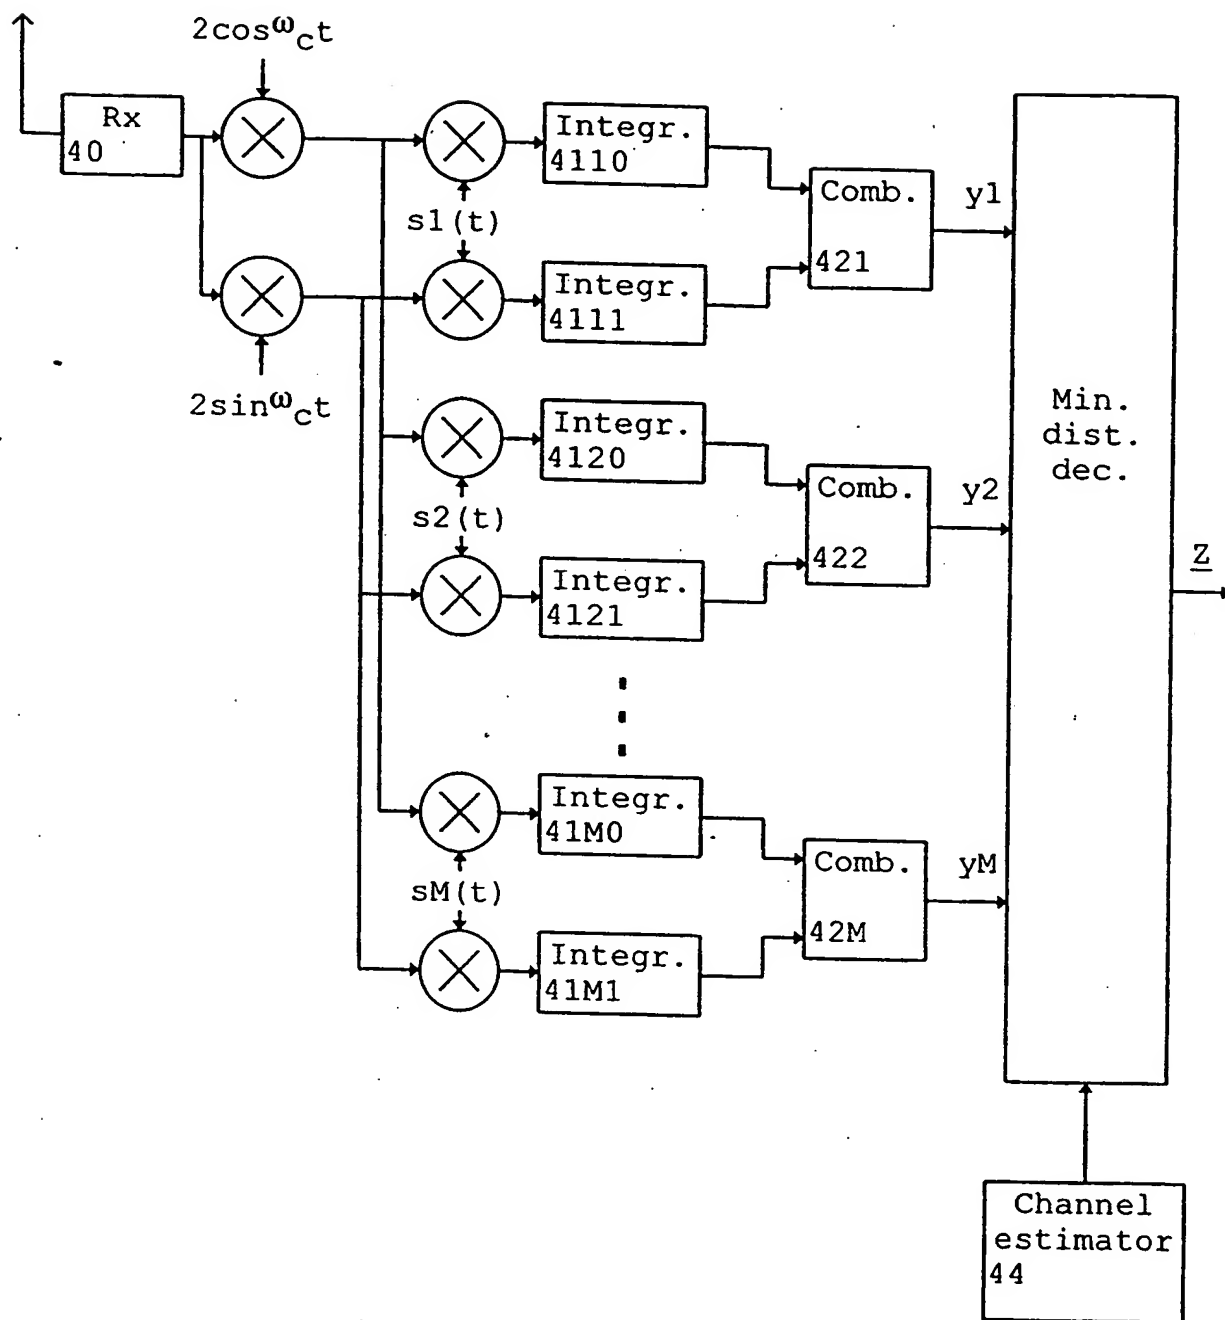 2cosωct
Rx
40
Integr.
4110
Comb.
421
y1
s1(t)
Integr.
4111
2sinωct
Min.
dist.
dec.
Integr.
4120
Comb.
422
y2
s2(t)
Integr.
4121
Z
Integr.
41M0
Comb.
42M
yM
sM(t)
Integr.
41M1
Channel
estimator
44